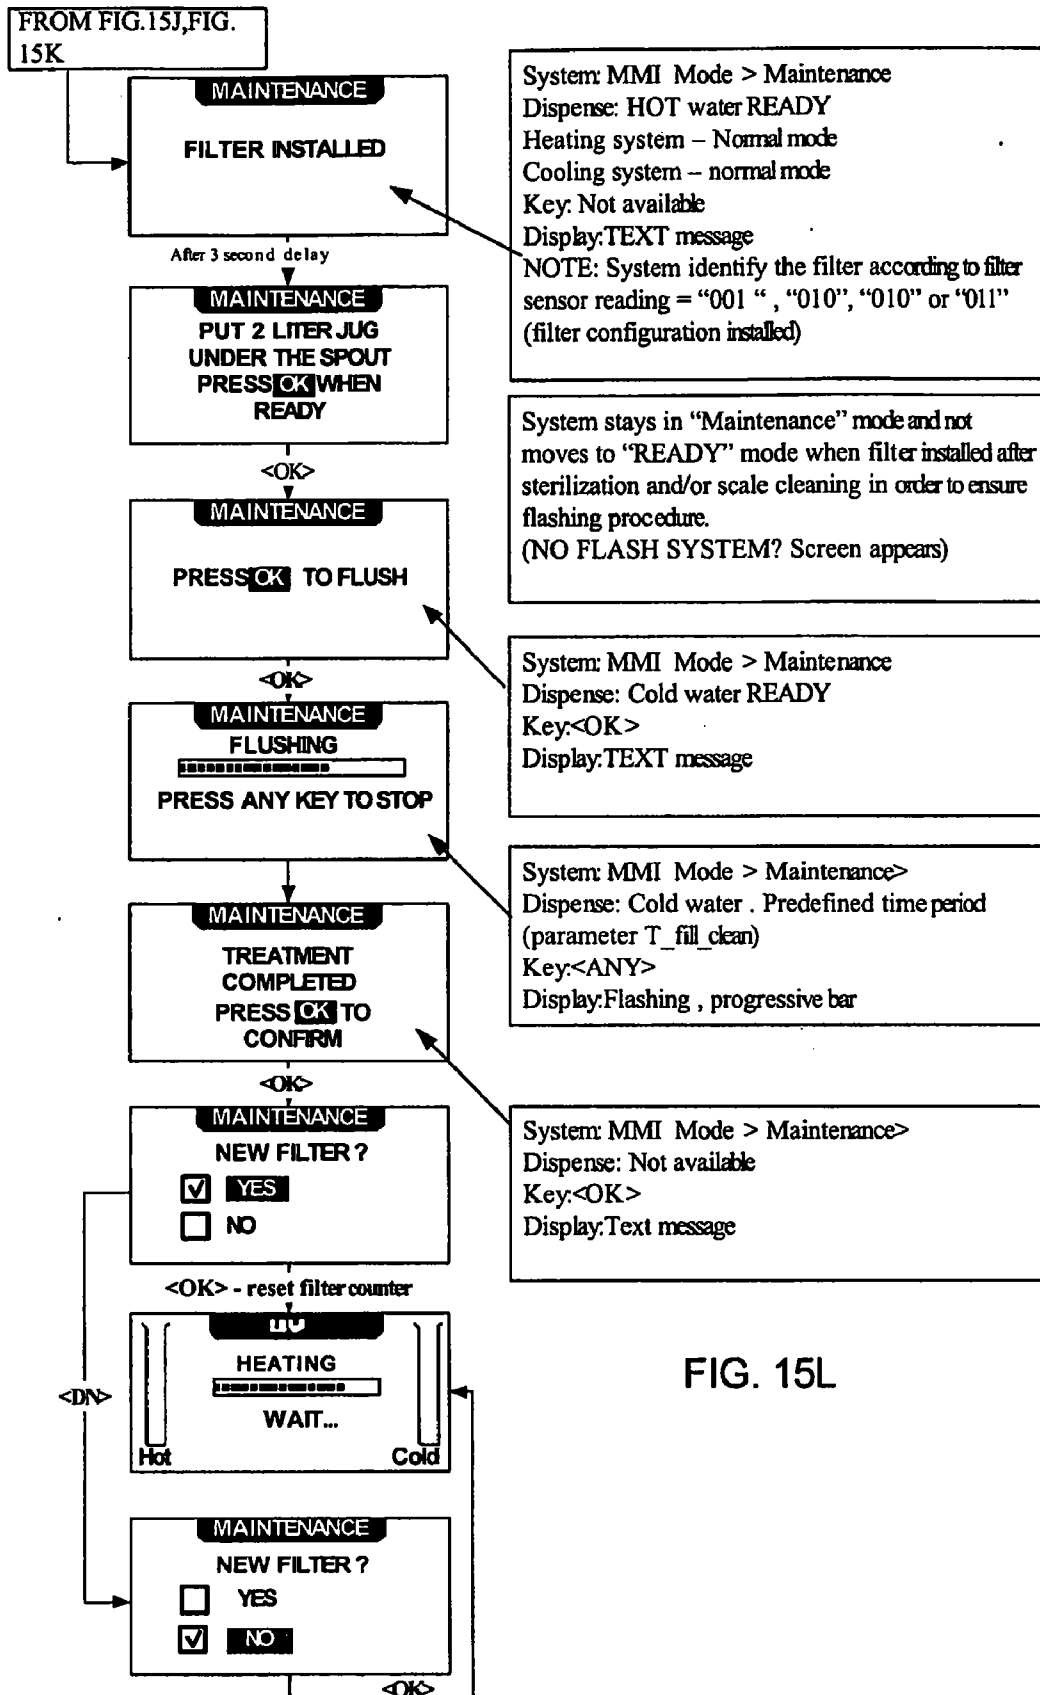 FROM FIG.15J,FIG.
15K
MAINTENANCE
FILTER INSTALLED
After 3 second delay
MAINTENANCE
PUT 2 LITER JUG
UNDER THE SPOUT
PRESS OK WHEN
READY
<OK>
MAINTENANCE
PRESS OK TO FLUSH
<OK>
MAINTENANCE
FLUSHING
PRESS ANY KEY TO STOP
MAINTENANCE
TREATMENT
COMPLETED
PRESS OK TO
CONFIRM
<OK>
MAINTENANCE
NEW FILTER ?
YES
NO
<OK> - reset filter counter
HEATING
WAIT...
Hot
Cold
<DN>
MAINTENANCE
NEW FILTER ?
YES
NO
<OK>
System: MMI Mode > Maintenance
Dispense: HOT water READY
Heating system – Normal mode
Cooling system – normal mode
Key: Not available
Display:TEXT message
NOTE: System identify the filter according to filter
sensor reading = “001 “ , “010”, “010” or “011”
(filter configuration installed)
System stays in “Maintenance” mode and not
moves to “READY” mode when filter installed after
sterilization and/or scale cleaning in order to ensure
flashing procedure.
(NO FLASH SYSTEM? Screen appears)
System: MMI Mode > Maintenance
Dispense: Cold water READY
Key:<OK>
Display:TEXT message
System: MMI Mode > Maintenance>
Dispense: Cold water . Predefined time period
(parameter T_fill_clean)
Key:<ANY>
Display:Flashing , progressive bar
System: MMI Mode > Maintenance>
Dispense: Not available
Key:<OK>
Display:Text message
FIG. 15L